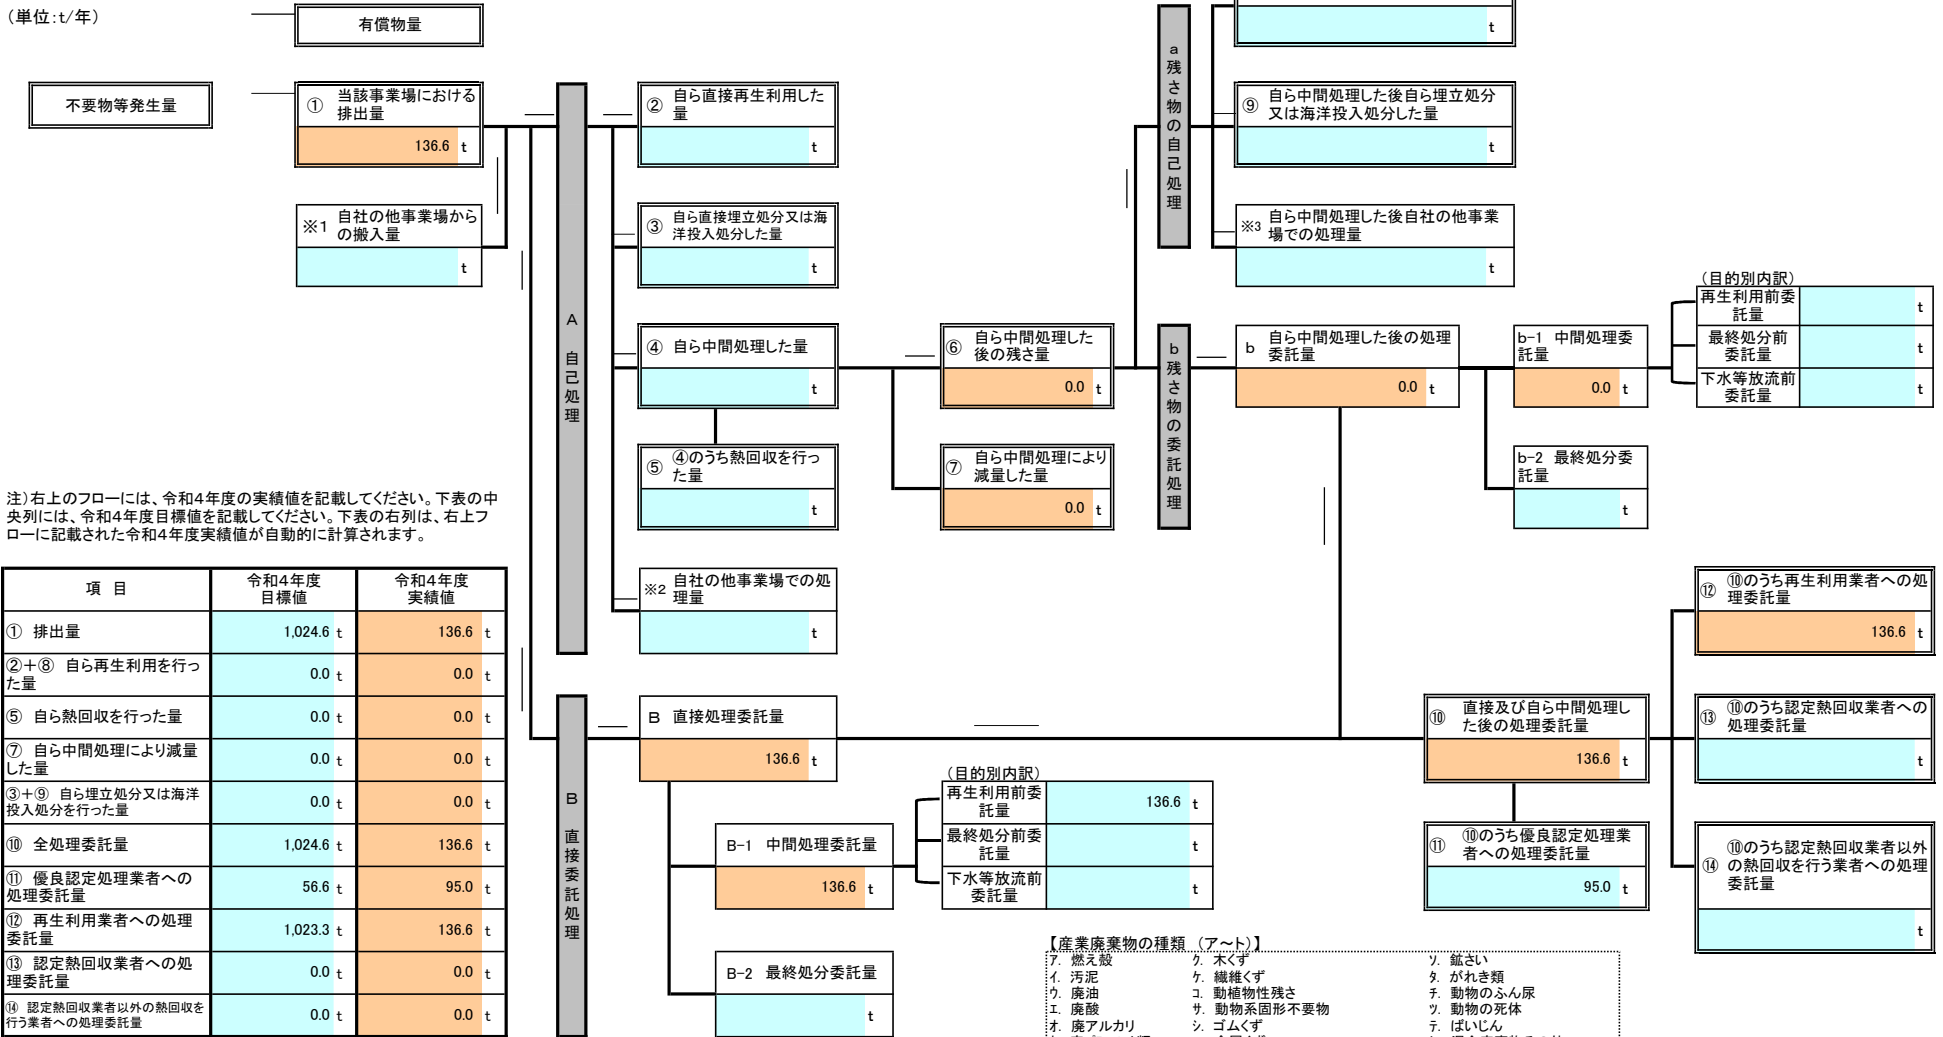 （単位：t/年）
有償物量
不要物等発生量
① 当該事業場における
排出量
136.6 t
※1 自社の他事業場から
の搬入量
t
A 自己処理
② 自ら直接再生利用した
量
t
③ 自ら直接埋立処分又は海
洋投入処分した量
t
④ 自ら中間処理した量
t
⑤ ④のうち熱回収を行っ
た量
t
※2 自社の他事業場での処
理量
t
⑥ 自ら中間処理した
後の残さ量
0.0 t
⑦ 自ら中間処理により
減量した量
0.0 t
a 残さ物の自己処理
t
⑨ 自ら中間処理した後自ら埋立処分
又は海洋投入処分した量
t
※3 自ら中間処理した後自社の他事業
場での処理量
t
b 残さ物の委託処理
b 自ら中間処理した後の処理
委託量
0.0 t
b-1 中間処理委
託量
0.0 t
b-2 最終処分委
託量
t
（目的別内訳）
再生利用前委
託量
t
最終処分前
委託量
t
下水等放流前
委託量
t
注）右上のフローには、令和４年度の実績値を記載してください。下表の中
央列には、令和４年度目標値を記載してください。下表の右列は、右上フ
ローに記載された令和４年度実績値が自動的に計算されます。
項 目 令和４年度
目標値 令和４年度
実績値
① 排出量 1,024.6 t 136.6 t
②＋⑧ 自ら再生利用を行っ
た量 0.0 t 0.0 t
⑤ 自ら熱回収を行った量 0.0 t 0.0 t
⑦ 自ら中間処理により減量
した量 0.0 t 0.0 t
③＋⑨ 自ら埋立処分又は海洋
投入処分を行った量 0.0 t 0.0 t
⑩ 全処理委託量 1,024.6 t 136.6 t
⑪ 優良認定処理業者への
処理委託量 56.6 t 95.0 t
⑫ 再生利用業者への処理
委託量 1,023.3 t 136.6 t
⑬ 認定熱回収業者への処
理委託量 0.0 t 0.0 t
⑭ 認定熱回収業者以外の熱回収を
行う業者への処理委託量 0.0 t 0.0 t
B 直接委託処理
B 直接処理委託量
136.6 t
B-1 中間処理委託量
136.6 t
B-2 最終処分委託量
t
（目的別内訳）
再生利用前委
託量
136.6 t
最終処分前委
託量
t
下水等放流前
委託量
t
⑩ 直接及び自ら中間処理し
た後の処理委託量
136.6 t
⑪ ⑩のうち優良認定処理業
者への処理委託量
95.0 t
⑫ ⑩のうち再生利用業者への処
理委託量
136.6 t
⑬ ⑩のうち認定熱回収業者への
処理委託量
t
⑭ ⑩のうち認定熱回収業者以外
の熱回収を行う業者への処理
委託量
t
【産業廃棄物の種類 （ア～ト）】
ア. 燃え殻 ク. 木くず ソ. 鉱さい
イ. 汚泥 ケ. 繊維くず タ. がれき類
ウ. 廃油 コ. 動植物性残さ チ. 動物のふん尿
エ. 廃酸 サ. 動物系固形不要物 ツ. 動物の死体
オ. 廃アルカリ シ. ゴムくず テ. ばいじん